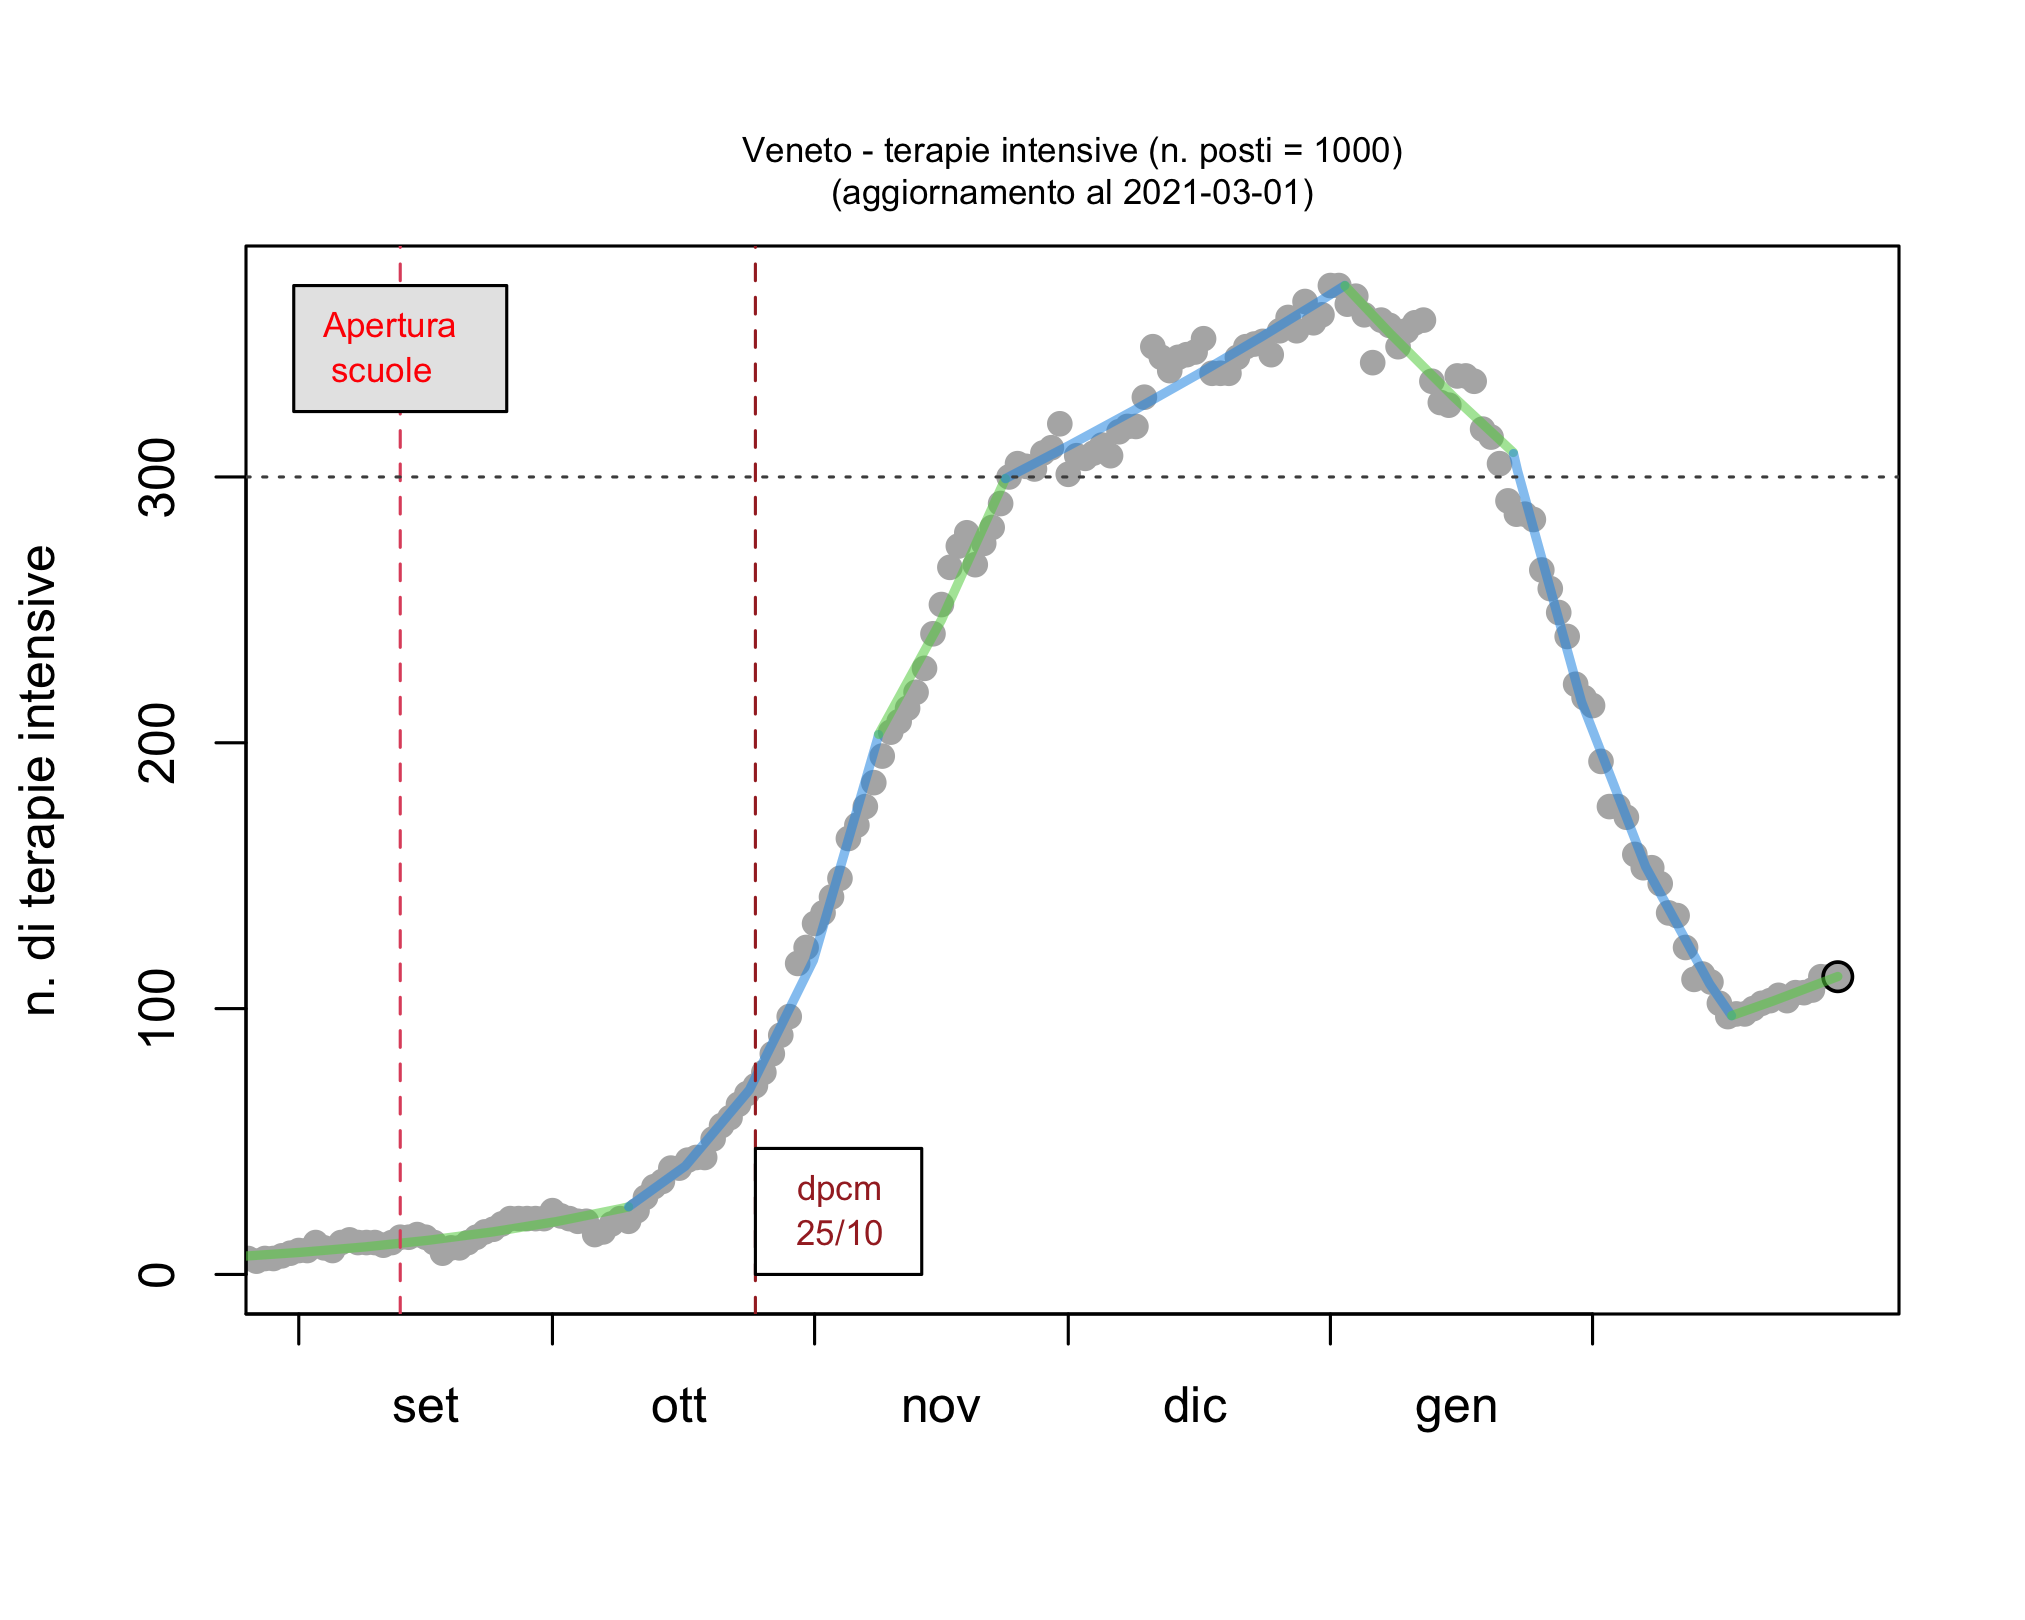 Veneto - terapie intensive (n. posti = 1000)
(aggiornamento al 2021-03-01)
Apertura
scuole
n. di terapie intensive
300
200
100
0
dpcm
25/10
set ott nov dic gen